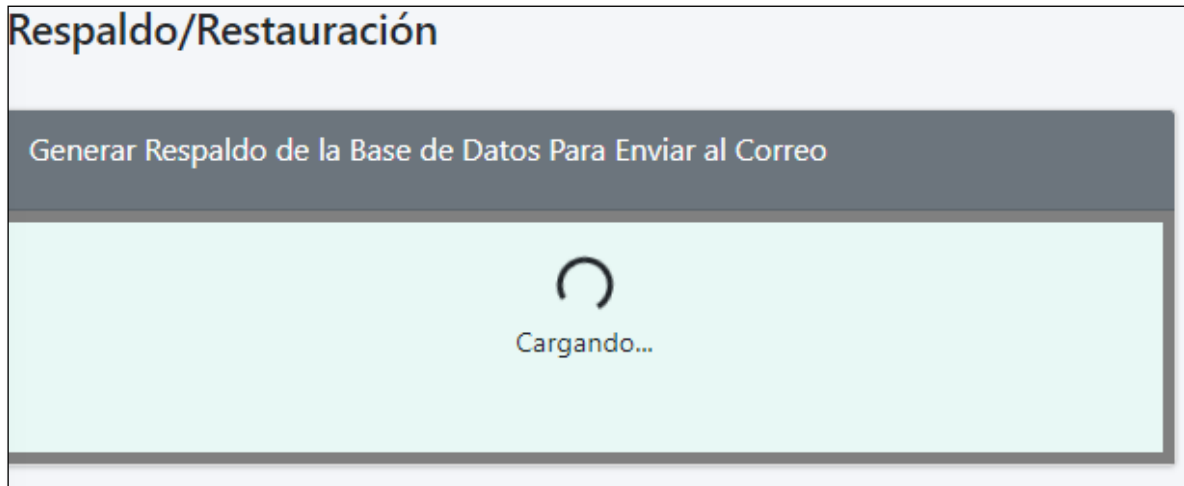 Respaldo/Restauración
Generar Respaldo de la Base de Datos Para Enviar al Correo
Cargando...